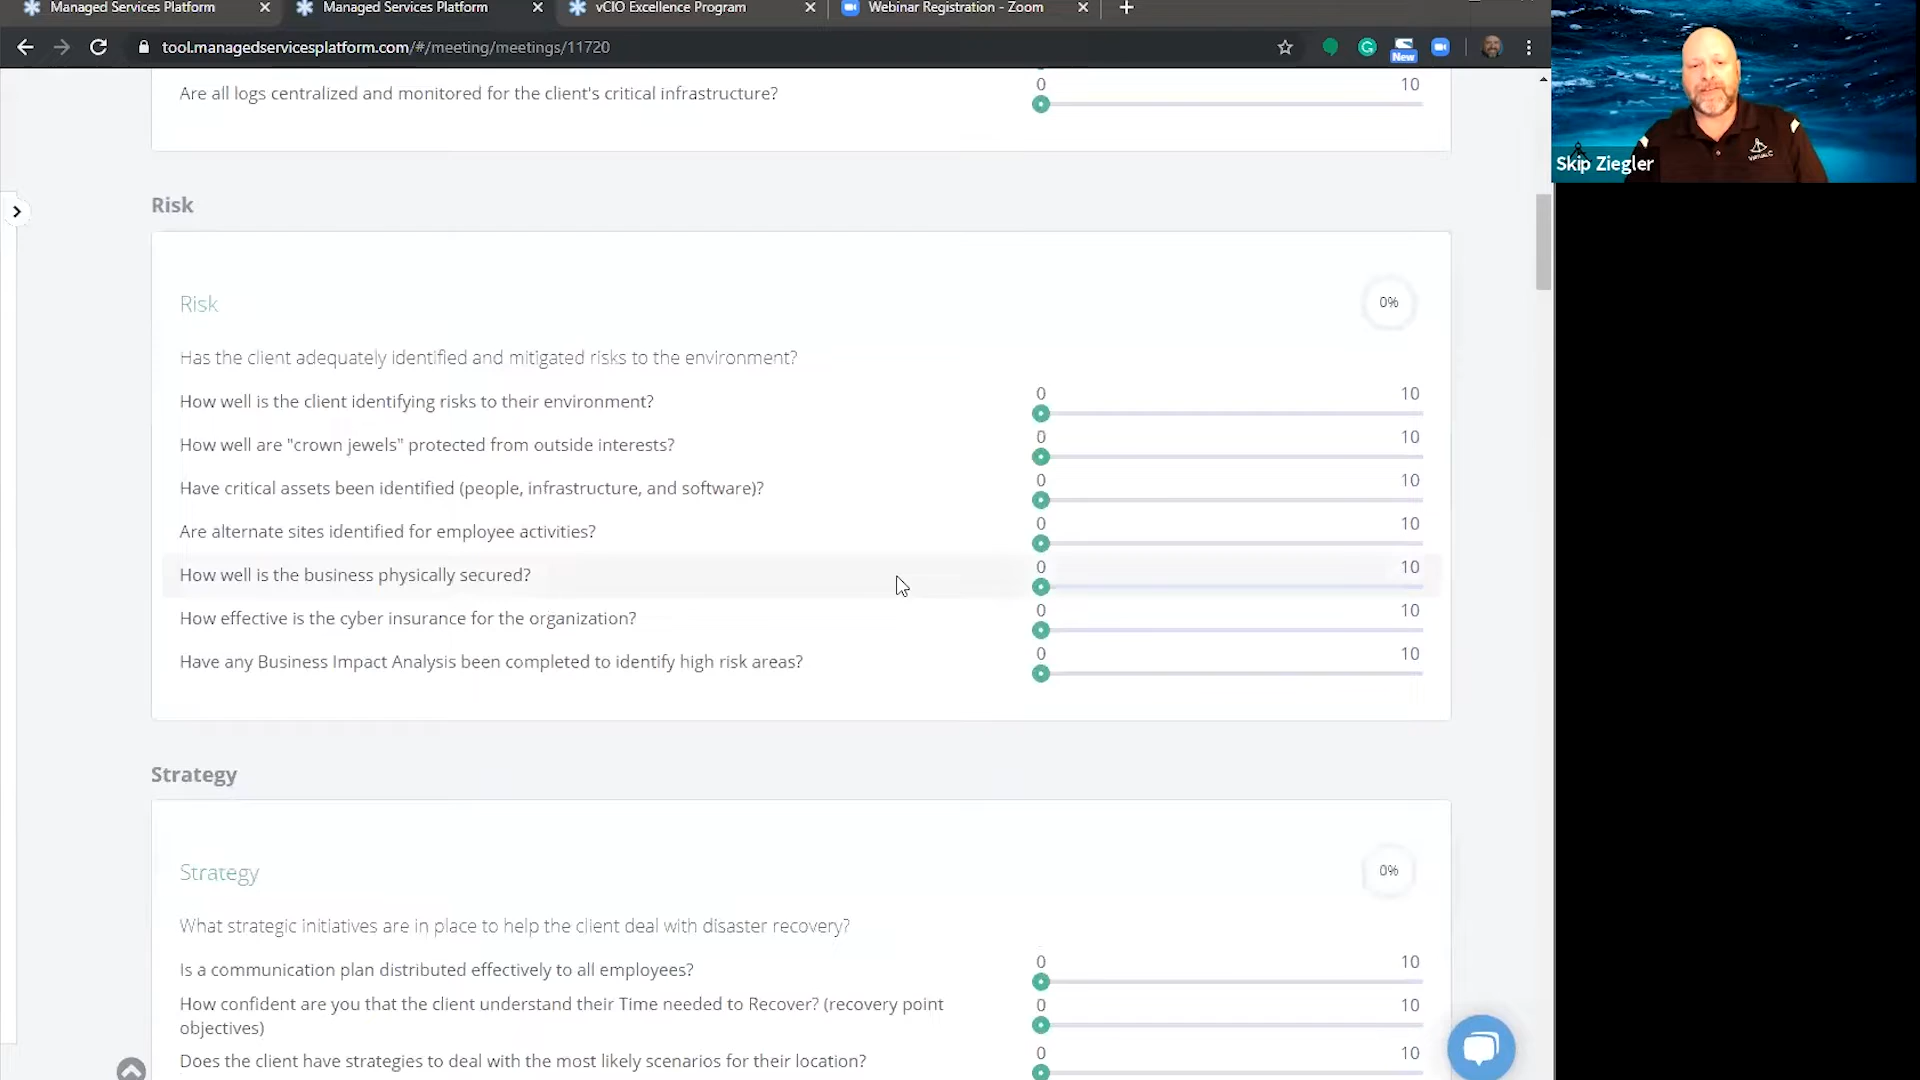 Managed Services Platform
Managed Services Platform
vCIO Excellence Program
Webinar Registration - Zoom
tool.managedservicesplatform.com/#/meeting/meetings/11720
New
Skip Ziegler
Are all logs centralized and monitored for the client's critical infrastructure?
0 10
Risk
Risk
0%
Has the client adequately identified and mitigated risks to the environment?
How well is the client identifying risks to their environment?
0 10
How well are "crown jewels" protected from outside interests?
0 10
Have critical assets been identified (people, infrastructure, and software)?
0 10
Are alternate sites identified for employee activities?
0 10
How well is the business physically secured?
0 10
How effective is the cyber insurance for the organization?
0 10
Have any Business Impact Analysis been completed to identify high risk areas?
0 10
Strategy
Strategy
0%
What strategic initiatives are in place to help the client deal with disaster recovery?
Is a communication plan distributed effectively to all employees?
0 10
How confident are you that the client understand their Time needed to Recover? (recovery point
objectives)
0 10
Does the client have strategies to deal with the most likely scenarios for their location?
0 10